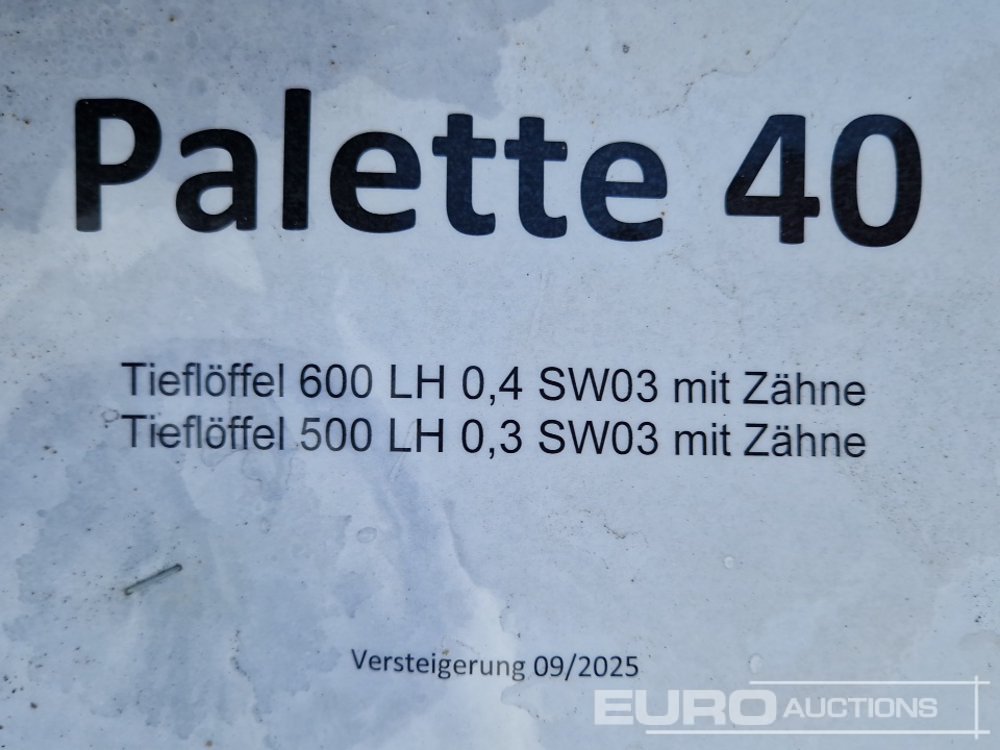 Palette 40
Tieflöffel 600 LH 0,4 SW03 mit Zähne
Tieflöffel 500 LH 0,3 SW03 mit Zähne
Versteigerung 09/2025
EURO AUCTIONS